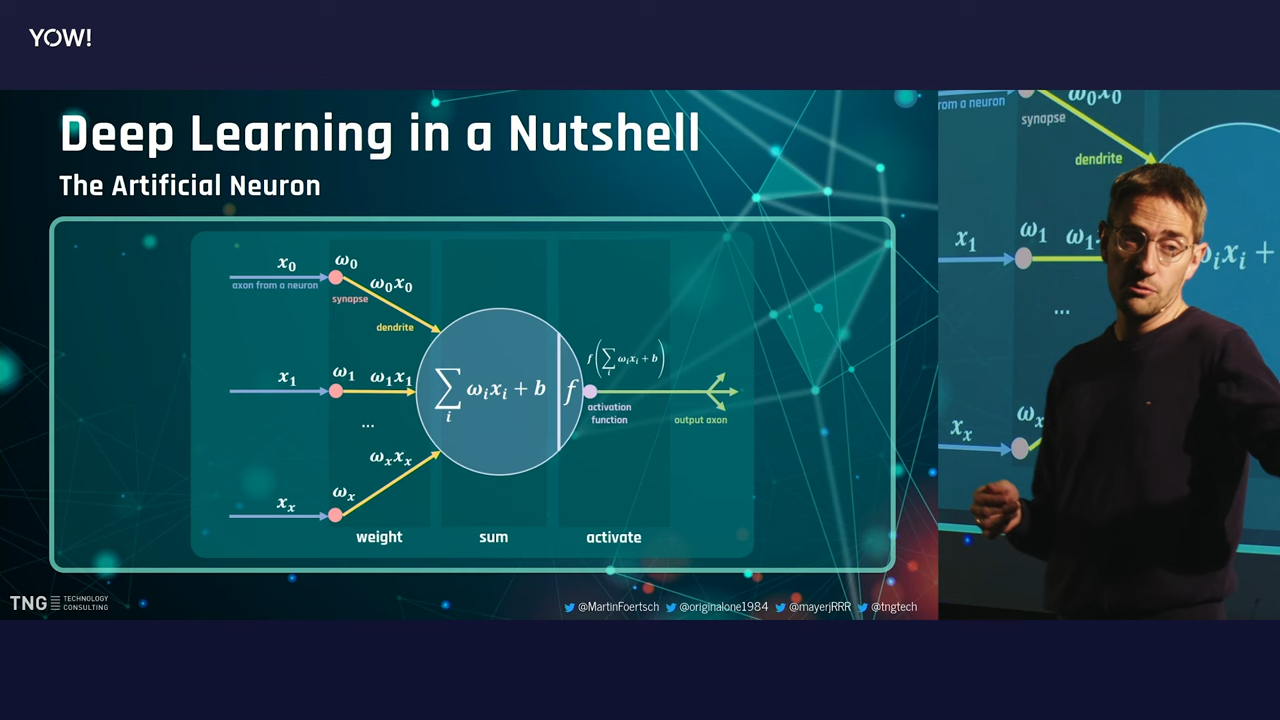 YOW!
Deep Learning in a Nutshell
The Artificial Neuron
x₀
axon from a neuron
ω₀
synapse
ω₀x₀
dendrite
x₁
ω₁
ω₁x₁
...
ωₓxₓ
xₓ
ωₓ
∑ᵢ ωᵢxᵢ + b
f
f(∑ᵢ ωᵢxᵢ + b)
activation
function
output axon
weight
sum
activate
TNG TECHNOLOGY
CONSULTING
@MartinFoertsch @originalone1984 @mayerjRRR @tngtech
rom a neuron
synapse
ω₀x₀
dendrite
x₁
ω₁
ω₁
ᵢxᵢ +
...
xₓ
ωₓ